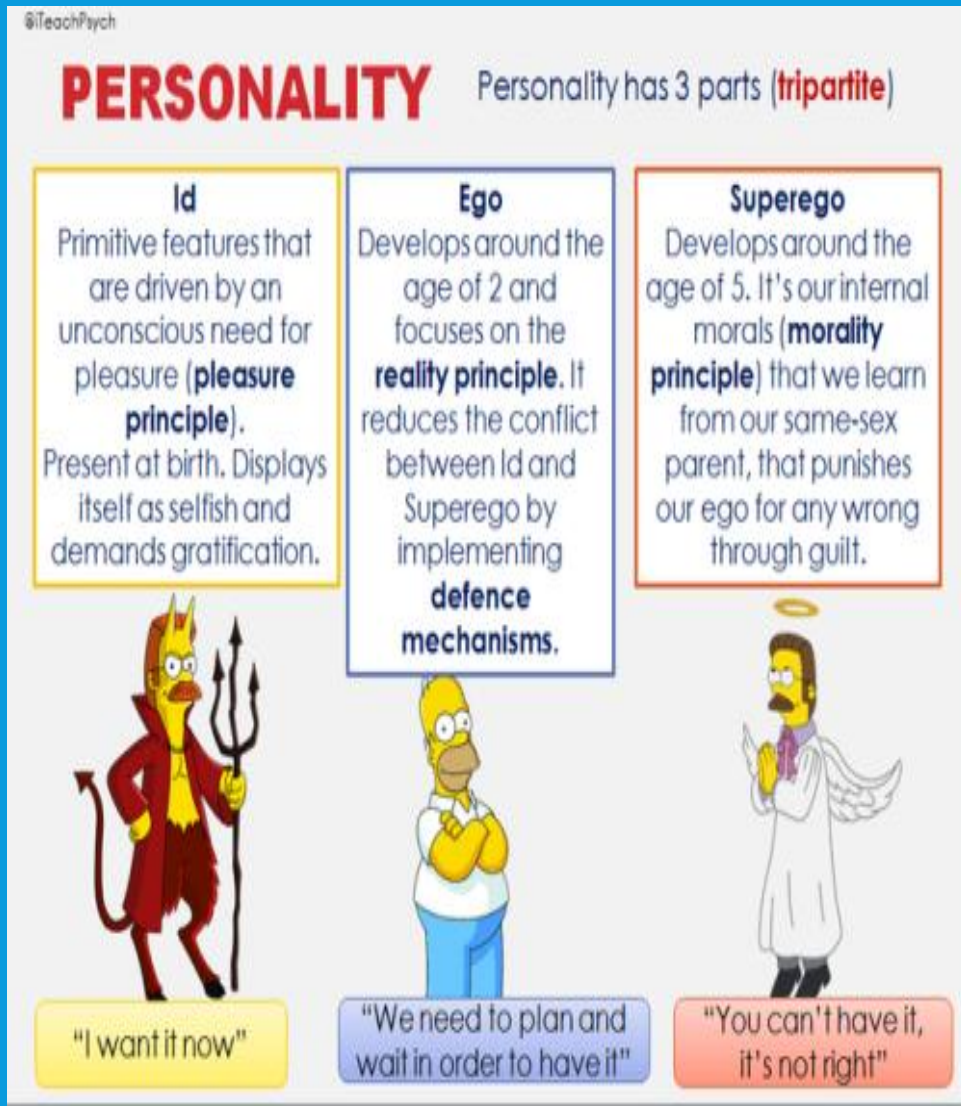 @iTeachPsych
PERSONALITY
Personality has 3 parts (tripartite)
Id
Primitive features that
are driven by an
unconscious need for
pleasure (pleasure
principle).
Present at birth. Displays
itself as selfish and
demands gratification.
Ego
Develops around the
age of 2 and
focuses on the
reality principle. It
reduces the conflict
between Id and
Superego by
implementing
defence
mechanisms.
Superego
Develops around the
age of 5. It's our internal
morals (morality
principle) that we learn
from our same-sex
parent, that punishes
our ego for any wrong
through guilt.
"I want it now"
"We need to plan and
wait in order to have it"
"You can't have it,
it's not right"